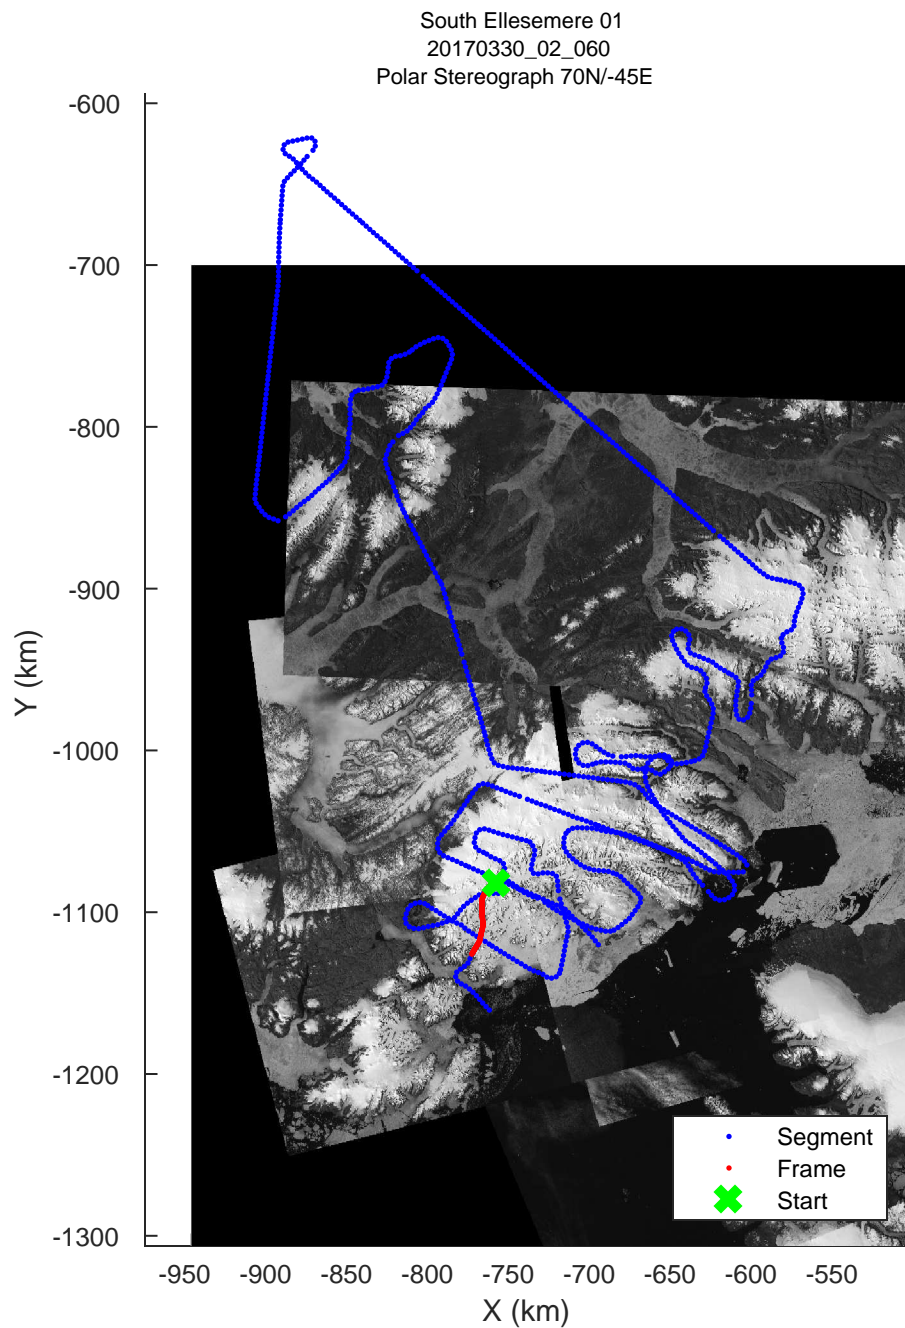 South Ellesemere 01
20170330_02_060
Polar Stereograph 70N/-45E
-600
-700
-800
-900
-1000
-1100
-1200
-1300
Y (km)
Segment
Frame
Start
-950 -900 -850 -800 -750 -700 -650 -600 -550
X (km)